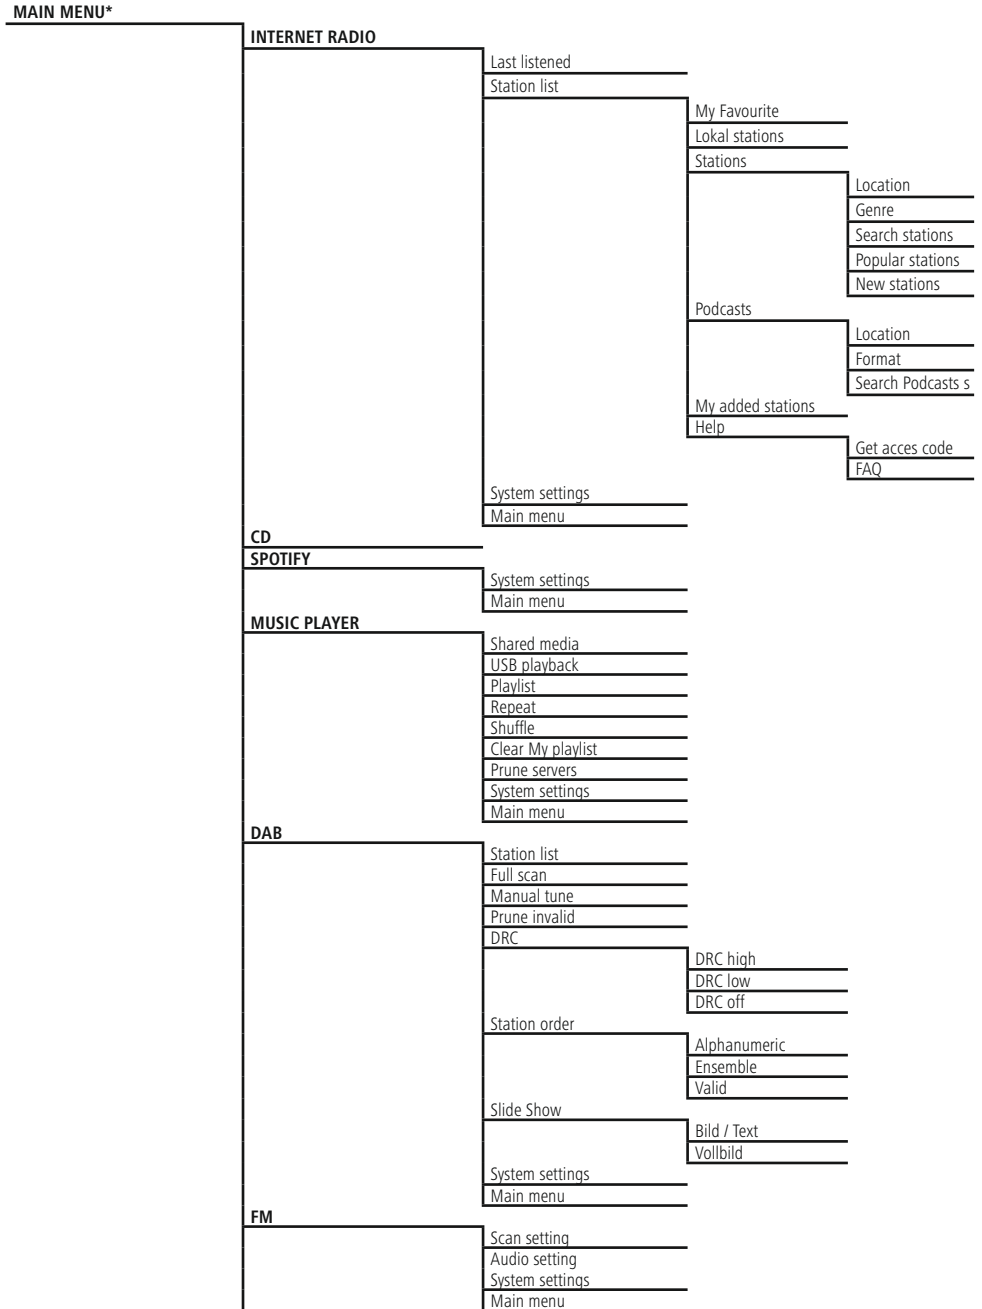 MAIN MENU*
INTERNET RADIO
Last listened
Station list
My Favourite
Lokal stations
Stations
Location
Genre
Search stations
Popular stations
New stations
Podcasts
Location
Format
Search Podcasts s
My added stations
Help
Get acces code
FAQ
System settings
Main menu
CD
SPOTIFY
System settings
Main menu
MUSIC PLAYER
Shared media
USB playback
Playlist
Repeat
Shuffle
Clear My playlist
Prune servers
System settings
Main menu
DAB
Station list
Full scan
Manual tune
Prune invalid
DRC
DRC high
DRC low
DRC off
Station order
Alphanumeric
Ensemble
Valid
Slide Show
Bild / Text
Vollbild
System settings
Main menu
FM
Scan setting
Audio setting
System settings
Main menu